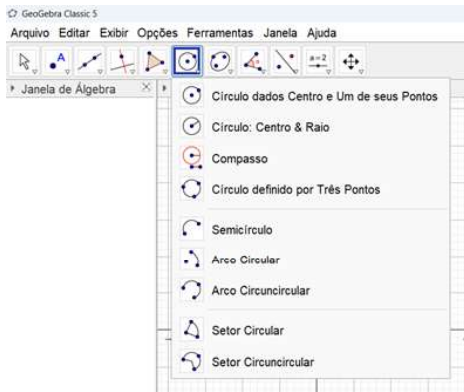 GeoGebra Classic 5
Arquivo Editar Exibir Opções Ferramentas Janela Ajuda
A a=2
Janela de Álgebra
Círculo dados Centro e Um de seus Pontos
Círculo: Centro & Raio
Compasso
Círculo definido por Três Pontos
Semicírculo
Arco Circular
Arco Circuncircular
Setor Circular
Setor Circuncircular